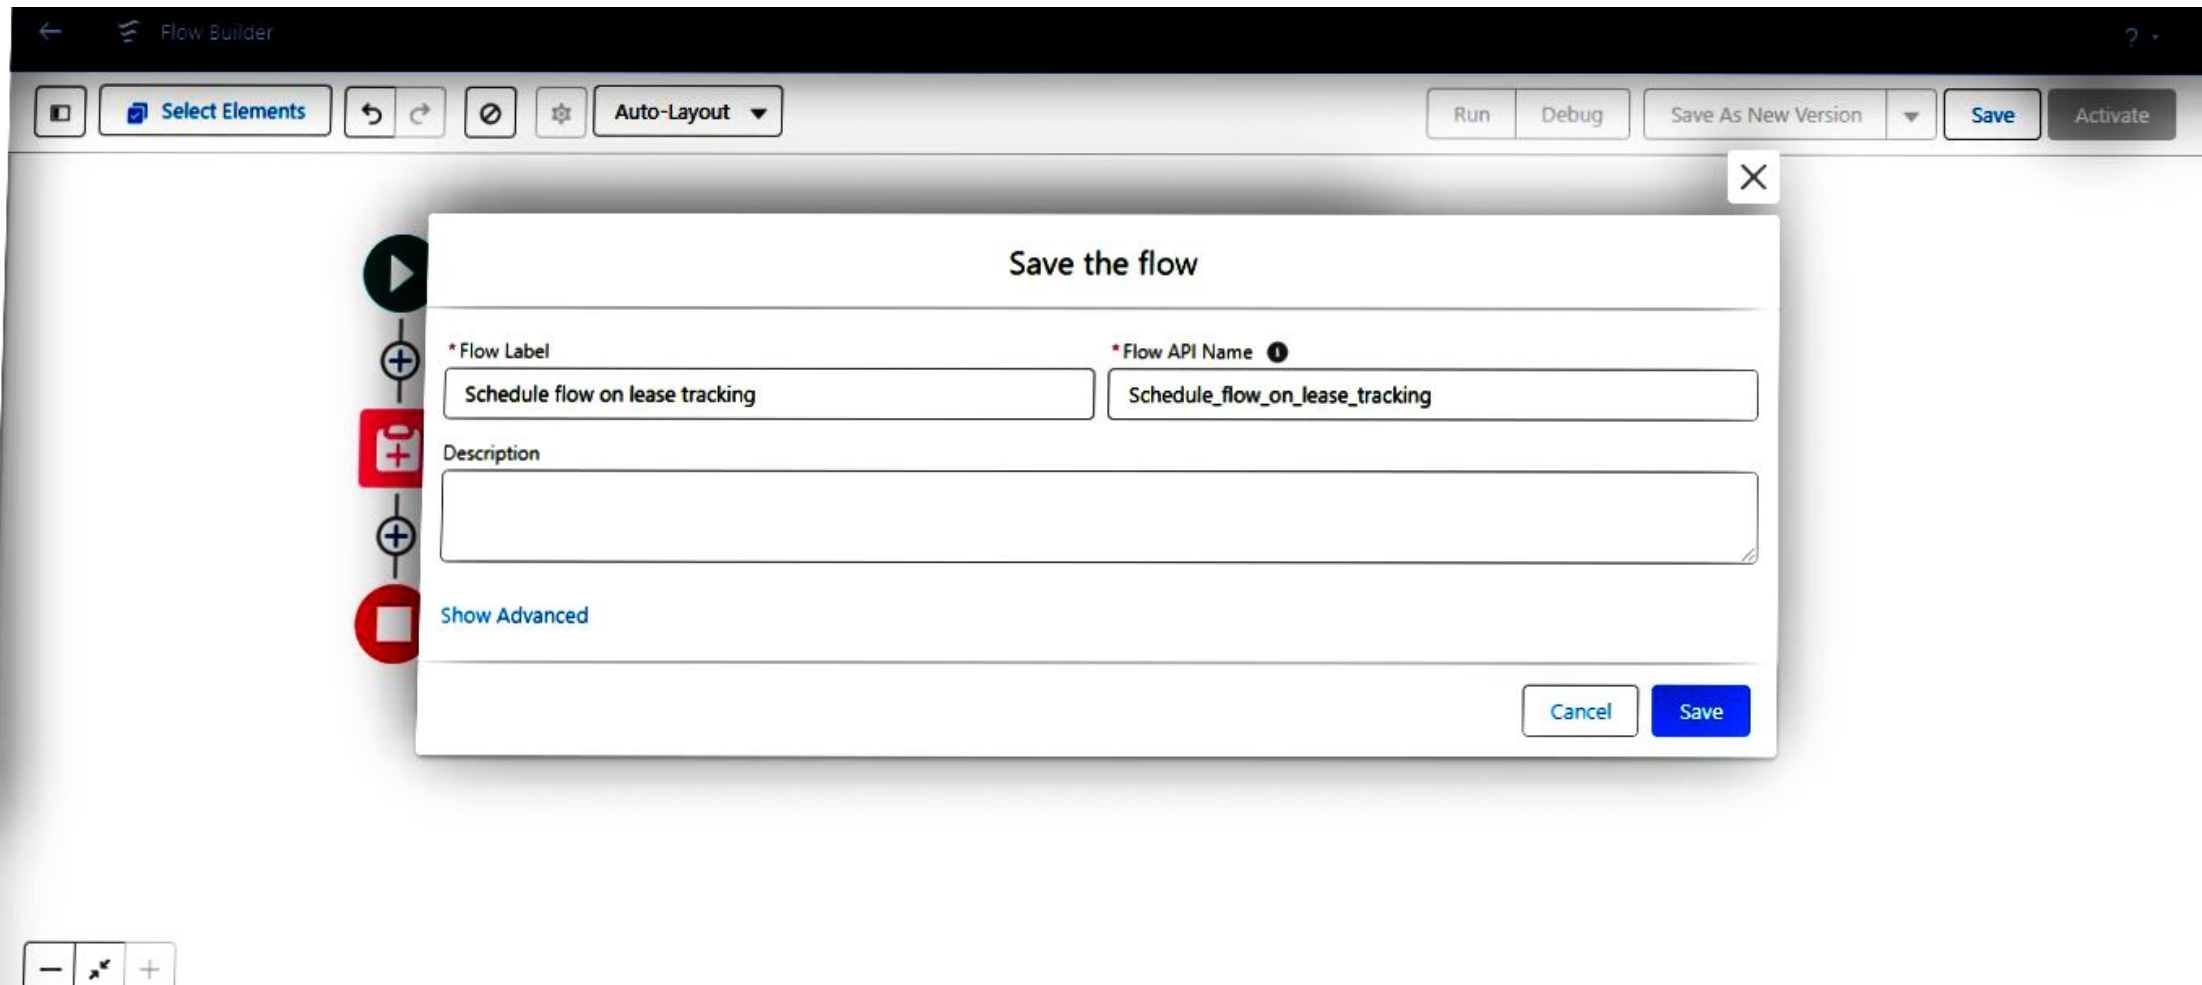 Flow Builder
?
Select Elements
Auto-Layout
Run
Debug
Save As New Version
Save
Activate
Save the flow
*Flow Label
*Flow API Name
Schedule flow on lease tracking
Schedule_flow_on_lease_tracking
Description
Show Advanced
Cancel
Save